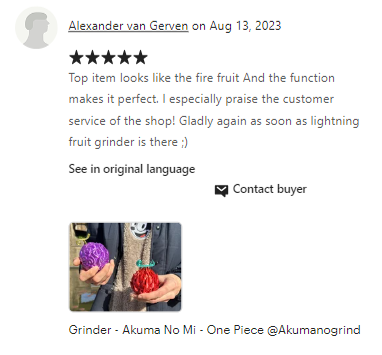 Alexander van Gerven on Aug 13, 2023
Top item looks like the fire fruit And the function
makes it perfect. I especially praise the customer
service of the shop! Gladly again as soon as lightning
fruit grinder is there ;)
See in original language
Contact buyer
Grinder - Akuma No Mi - One Piece @Akumanogrind